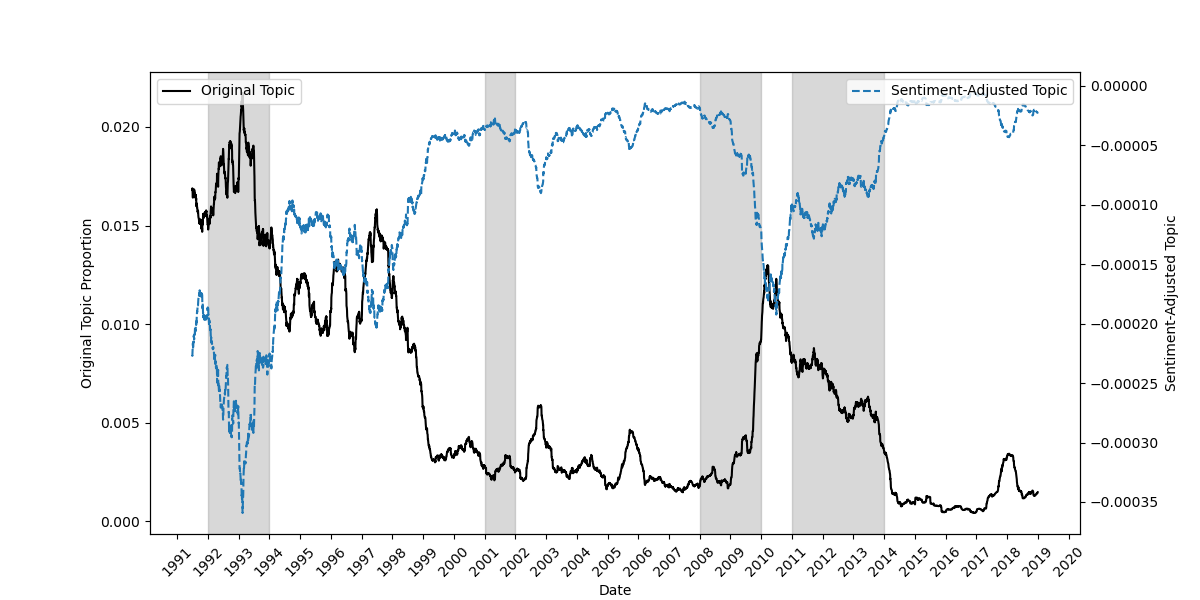 Original Topic
Sentiment-Adjusted Topic
Original Topic Proportion
0.020
0.015
0.010
0.005
0.000
0.00000
−0.00005
−0.00010
−0.00015
−0.00020
−0.00025
−0.00030
−0.00035
Sentiment-Adjusted Topic
1991 1992 1993 1994 1995 1996 1997 1998 1999 2000 2001 2002 2003 2004 2005 2006 2007 2008 2009 2010 2011 2012 2013 2014 2015 2016 2017 2018 2019 2020
Date